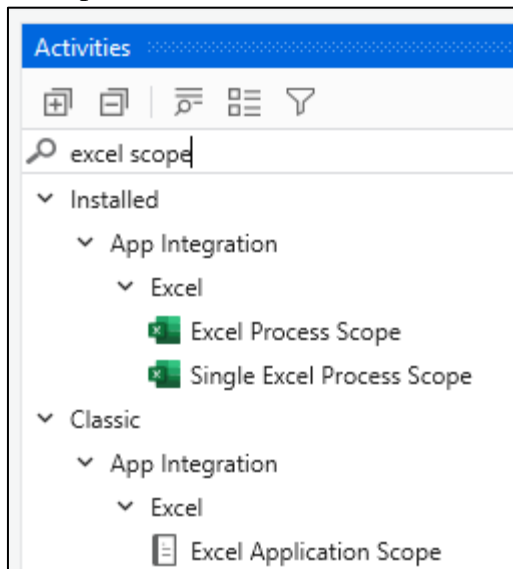 Activities
excel scope
Installed
App Integration
Excel
Excel Process Scope
Single Excel Process Scope
Classic
App Integration
Excel
Excel Application Scope